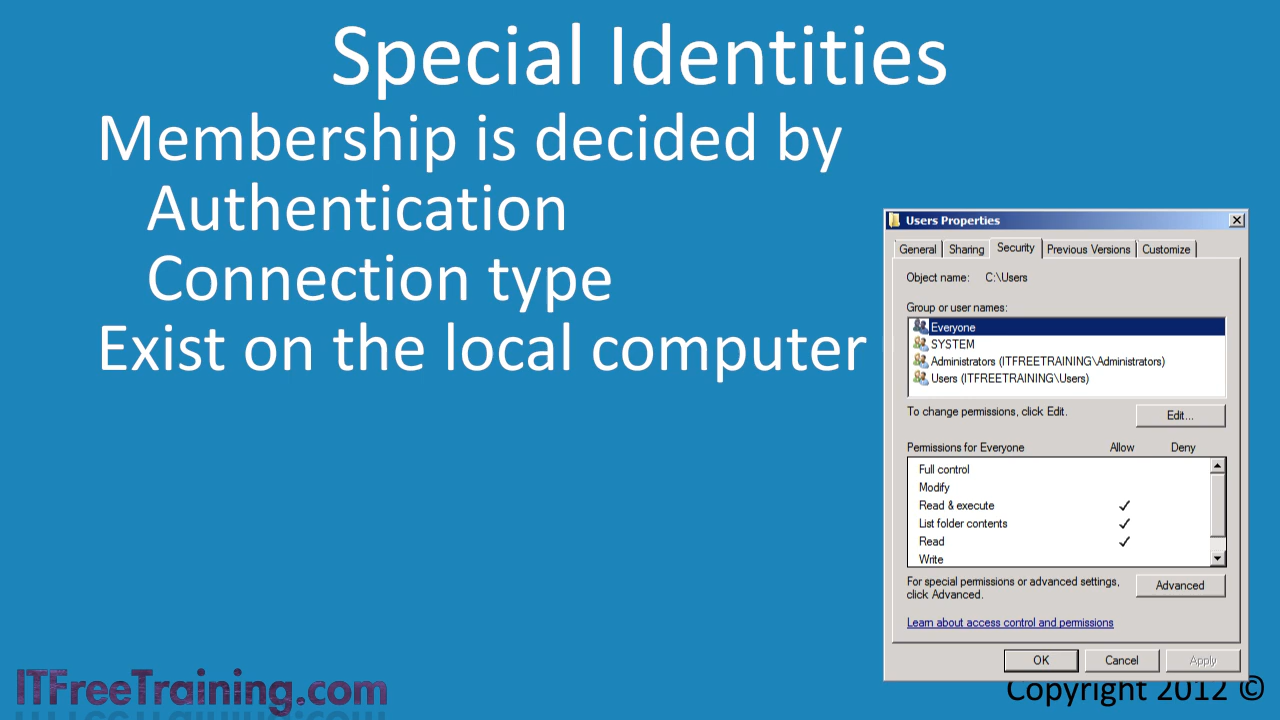 Special Identities
Membership is decided by
Authentication
Connection type
Exist on the local computer
Users Properties
General Sharing Security Previous Versions Customize
Object name: C:\Users
Group or user names:
Everyone
SYSTEM
Administrators (ITFREETRAINING\Administrators)
Users (ITFREETRAINING\Users)
To change permissions, click Edit.
Edit...
Permissions for Everyone Allow Deny
Full control
Modify
Read & execute
List folder contents
Read
Write
For special permissions or advanced settings, click Advanced.
Advanced
Learn about access control and permissions
OK Cancel Apply
ITFreeTraining.com
Copyright 2012 ©